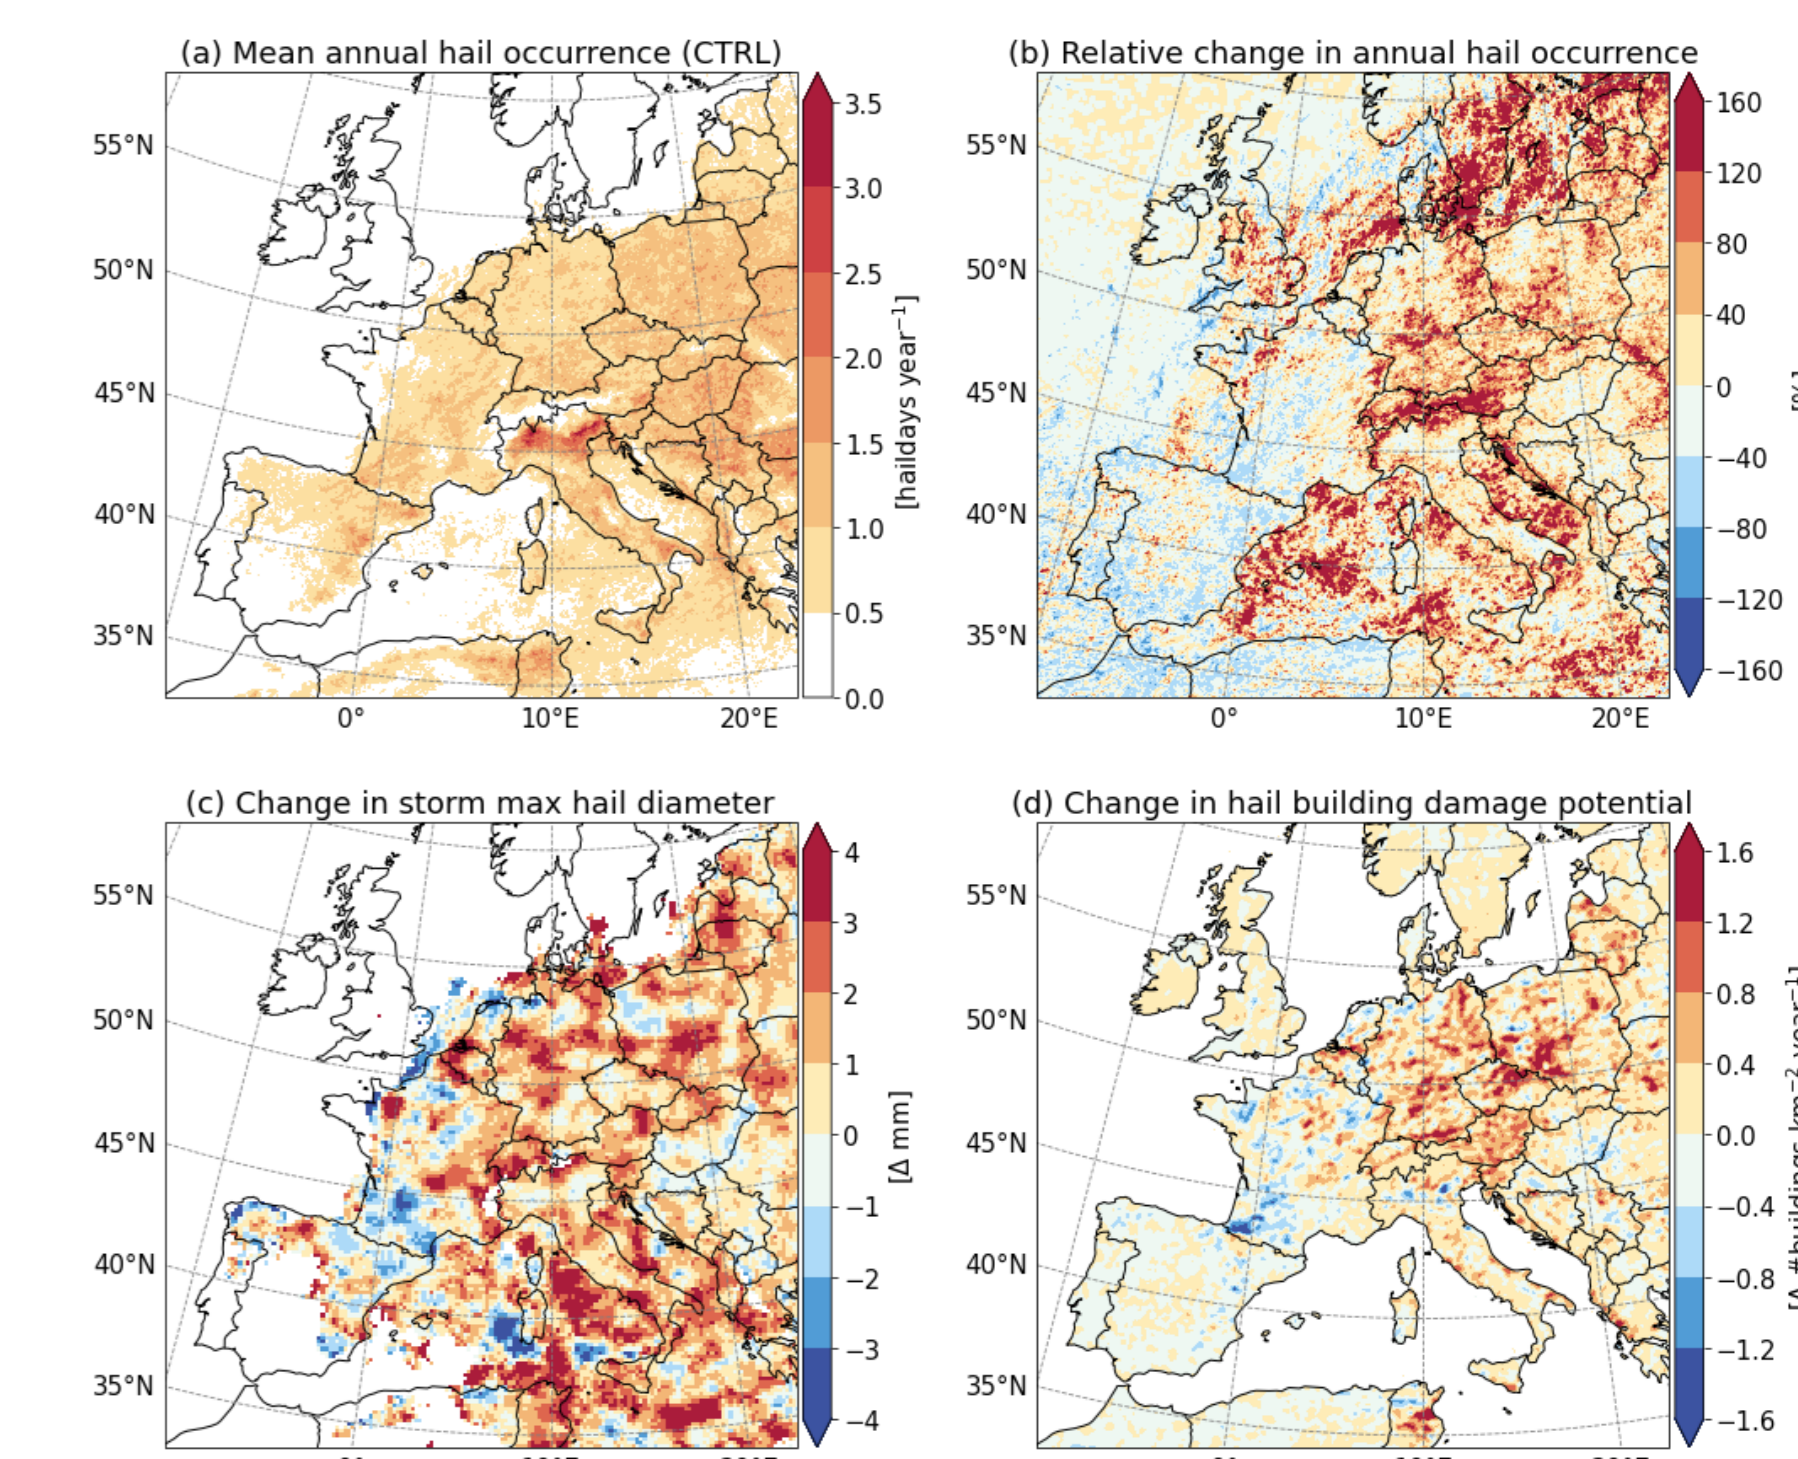 (a) Mean annual hail occurrence (CTRL)
55°N
50°N
45°N
40°N
35°N
0°
10°E
20°E
3.5
3.0
2.5
2.0
1.5
1.0
0.5
0.0
[haildays year⁻¹]
(b) Relative change in annual hail occurrence
55°N
50°N
45°N
40°N
35°N
0°
10°E
20°E
160
120
80
40
0
−40
−80
−120
−160
(c) Change in storm max hail diameter
55°N
50°N
45°N
40°N
35°N
4
3
2
1
0
−1
−2
−3
−4
[Δ mm]
(d) Change in hail building damage potential
55°N
50°N
45°N
40°N
35°N
1.6
1.2
0.8
0.4
0.0
−0.4
−0.8
−1.2
−1.6
[Δ #buildings km⁻² year⁻¹]